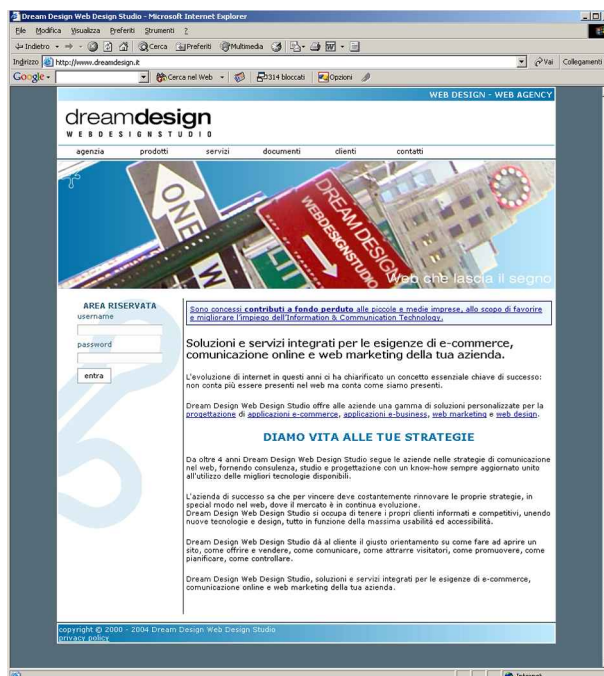 Dream Design Web Design Studio - Microsoft Internet Explorer
File Modifica Visualizza Preferiti Strumenti ?
Indietro Cerca Preferiti Multimedia
Indirizzo http://www.dreamdesign.it Vai Collegamenti
Google Cerca nel Web 3314 bloccati Opzioni
WEB DESIGN - WEB AGENCY
dreamdesign
WEBDESIGNSTUDIO
agenzia prodotti servizi documenti clienti contatti
ONE W
DREAM DESIGN
WEBDESIGNSTUDIO
Web che lascia il segno
AREA RISERVATA
username
password
entra
Sono concessi contributi a fondo perduto alle piccole e medie imprese, allo scopo di favorire
e migliorare l'impiego dell'Information & Communication Technology.
Soluzioni e servizi integrati per le esigenze di e-commerce,
comunicazione online e web marketing della tua azienda.
L'evoluzione di internet in questi anni ci ha chiarificato un concetto essenziale chiave di successo:
non conta più essere presenti nel web ma conta come siamo presenti.
Dream Design Web Design Studio offre alle aziende una gamma di soluzioni personalizzate per la
progettazione di applicazioni e-commerce, applicazioni e-business, web marketing e web design.
DIAMO VITA ALLE TUE STRATEGIE
Da oltre 4 anni Dream Design Web Design Studio segue le aziende nelle strategie di comunicazione
nel web, fornendo consulenza, studio e progettazione con un know-how sempre aggiornato unito
all'utilizzo delle migliori tecnologie disponibili.
L'azienda di successo sa che per vincere deve costantemente rinnovare le proprie strategie, in
special modo nel web, dove il mercato è in continua evoluzione.
Dream Design Web Design Studio si occupa di tenere i propri clienti informati e competitivi, unendo
nuove tecnologie e design, tutto in funzione della massima usabilità ed accessibilità.
Dream Design Web Design Studio dà al cliente il giusto orientamento su come fare ad aprire un
sito, come offrire e vendere, come comunicare, come attrarre visitatori, come promuovere, come
pianificare, come controllare.
Dream Design Web Design Studio, soluzioni e servizi integrati per le esigenze di e-commerce,
comunicazione online e web marketing della tua azienda.
copyright © 2000 - 2004 Dream Design Web Design Studio
privacy policy
Internet